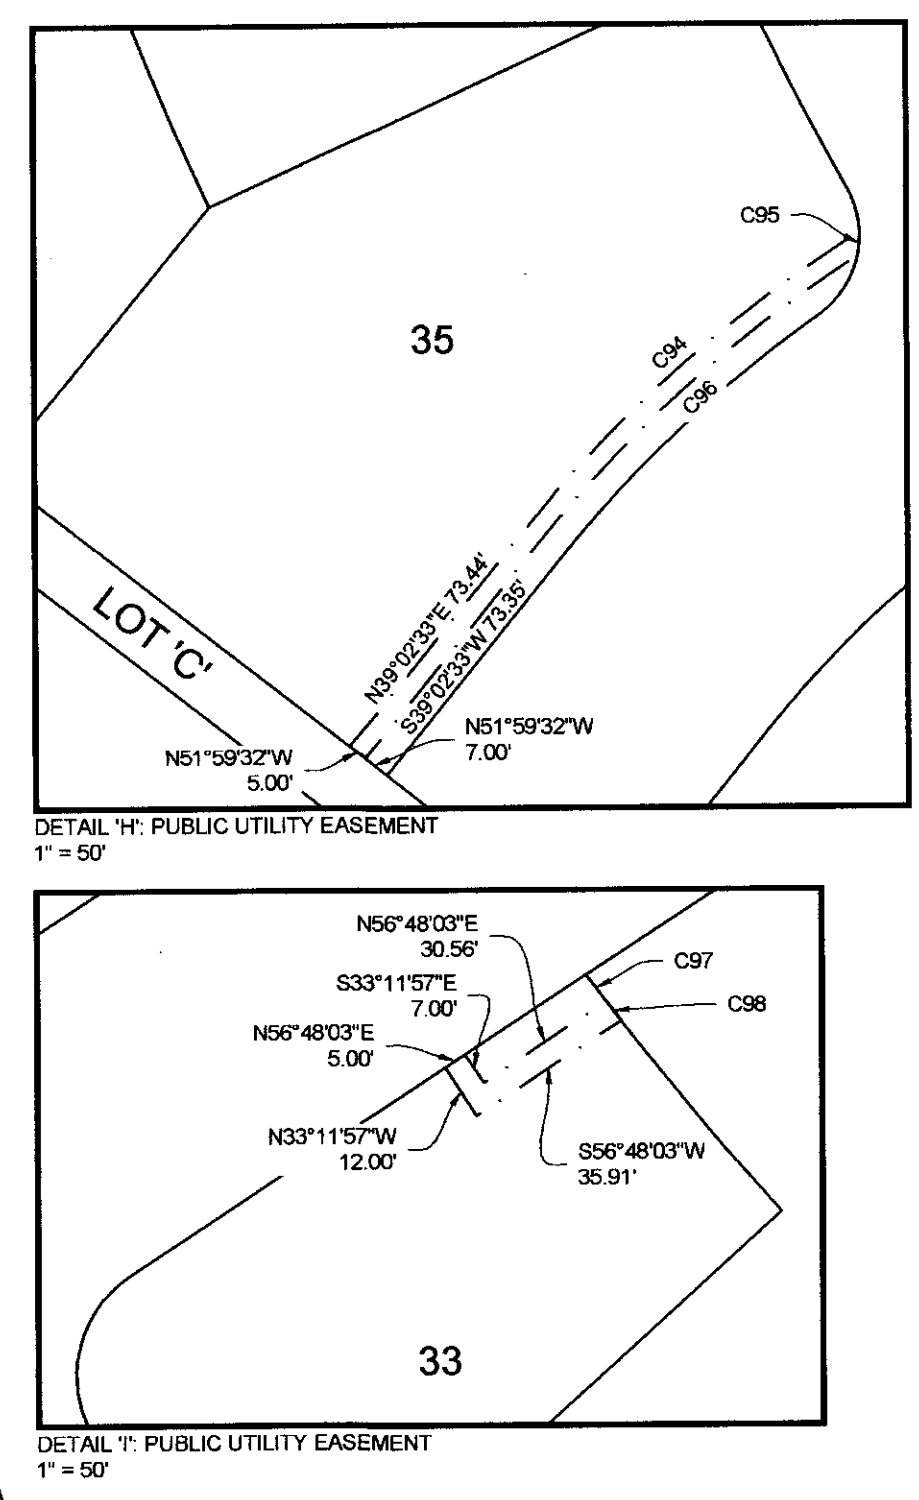 C95
35
C94
C96
N39°02'33"E 73.44'
S39°02'33"W 73.35'
LOT 'C'
N51°59'32"W
7.00'
N51°59'32"W
5.00'
DETAIL 'H': PUBLIC UTILITY EASEMENT
1" = 50'
N56°48'03"E
30.56'
C97
S33°11'57"E
7.00'
C98
N56°48'03"E
5.00'
N33°11'57"W
12.00'
S56°48'03"W
35.91'
33
DETAIL 'I': PUBLIC UTILITY EASEMENT
1" = 50'